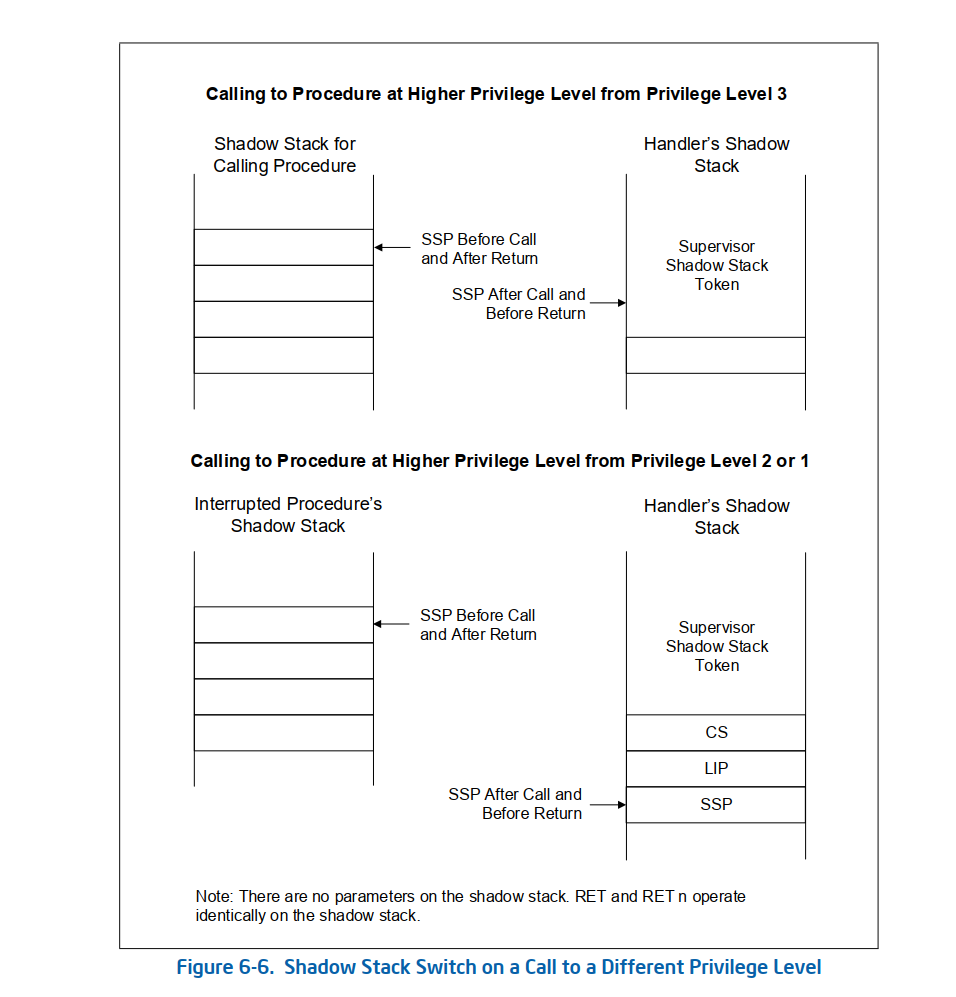 Calling to Procedure at Higher Privilege Level from Privilege Level 3
Shadow Stack for
Calling Procedure
Handler's Shadow
Stack
SSP Before Call
and After Return
Supervisor
Shadow Stack
Token
SSP After Call and
Before Return
Calling to Procedure at Higher Privilege Level from Privilege Level 2 or 1
Interrupted Procedure's
Shadow Stack
Handler's Shadow
Stack
SSP Before Call
and After Return
Supervisor
Shadow Stack
Token
CS
LIP
SSP After Call and
Before Return
SSP
Note: There are no parameters on the shadow stack. RET and RET n operate
identically on the shadow stack.
Figure 6-6. Shadow Stack Switch on a Call to a Different Privilege Level